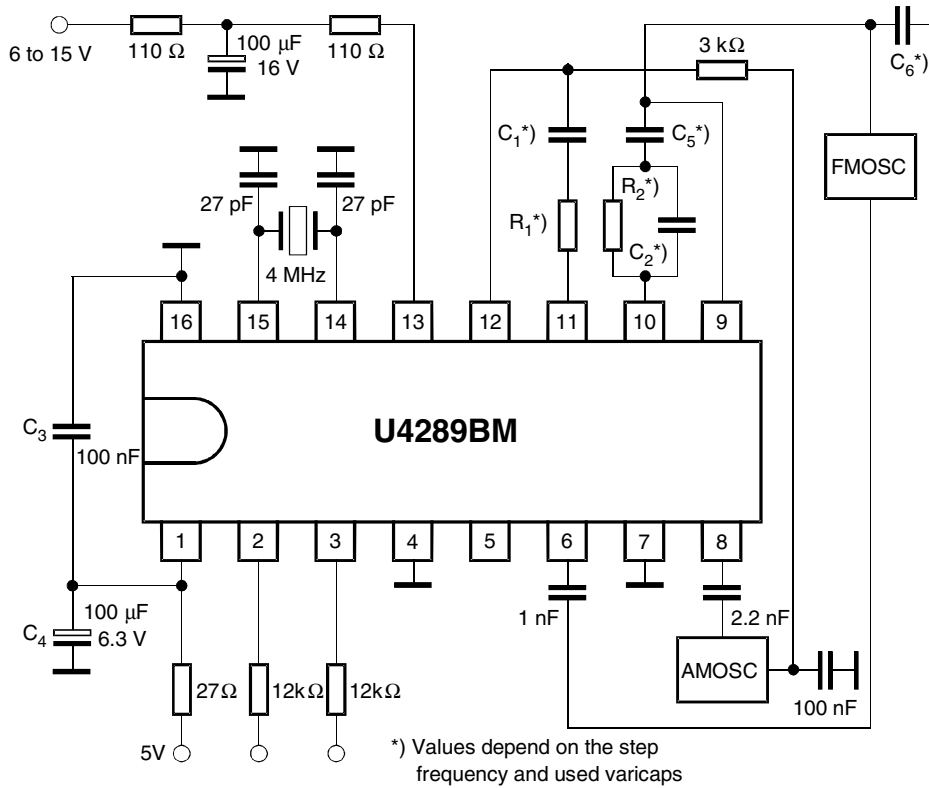 6 to 15 V
110 Ω
100 µF
16 V
110 Ω
3 kΩ
C6*)
C1*)
C5*)
FMOSC
27 pF
27 pF
R2*)
R1*)
C2*)
4 MHz
16
15
14
13
12
11
10
9
C3
100 nF
U4289BM
1
2
3
4
5
6
7
8
C4
100 µF
6.3 V
1 nF
2.2 nF
27Ω
12kΩ
12kΩ
AMOSC
100 nF
5V
*) Values depend on the step
frequency and used varicaps